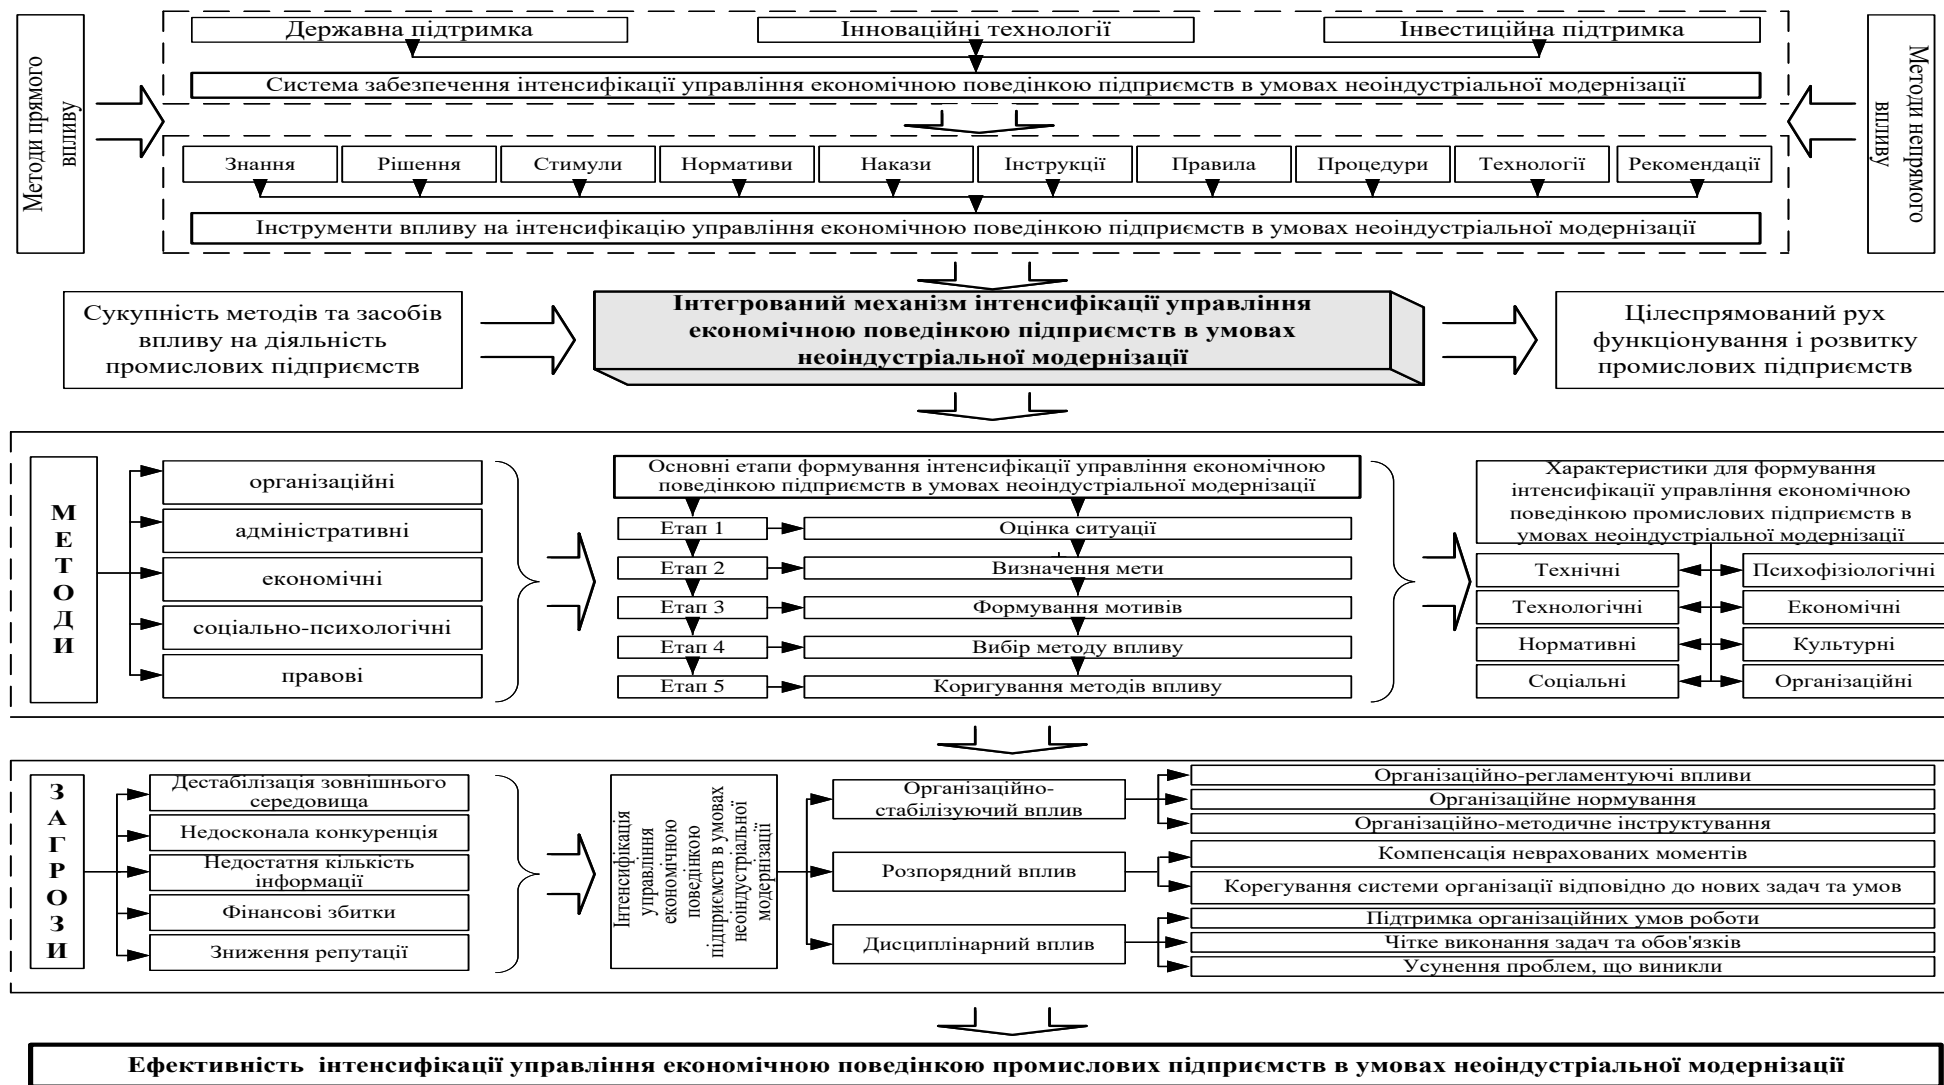 Методи прямого
впливу
Державна підтримка
Інноваційні технології
Інвестиційна підтримка
Система забезпечення інтенсифікації управління економічною поведінкою підприємств в умовах неоіндустріальної модернізації
Методи непрямого
впливу
Знання
Рішення
Стимули
Нормативи
Накази
Інструкції
Правила
Процедури
Технології
Рекомендації
Інструменти впливу на інтенсифікацію управління економічною поведінкою підприємств в умовах неоіндустріальної модернізації
Сукупність методів та засобів
впливу на діяльність
промислових підприємств
Інтегрований механізм інтенсифікації управління
економічною поведінкою підприємств в умовах
неоіндустріальної модернізації
Цілеспрямований рух
функціонування і розвитку
промислових підприємств
М
Е
Т
О
Д
И
організаційні
адміністративні
економічні
соціально-психологічні
правові
Основні етапи формування інтенсифікації управління економічною
поведінкою підприємств в умовах неоіндустріальної модернізації
Етап 1
Оцінка ситуації
Етап 2
Визначення мети
Етап 3
Формування мотивів
Етап 4
Вибір методу впливу
Етап 5
Коригування методів впливу
Характеристики для формування
інтенсифікації управління економічною
поведінкою промислових підприємств в
умовах неоіндустріальної модернізації
Технічні
Психофізіологічні
Технологічні
Економічні
Нормативні
Культурні
Соціальні
Організаційні
З
А
Г
Р
О
З
И
Дестабілізація зовнішнього
середовища
Недосконала конкуренція
Недостатня кількість
інформації
Фінансові збитки
Зниження репутації
Інтенсифікація
управління
економічною
поведінкою
підприємств в умовах
неоіндустріальної
модернізації
Організаційно-
стабілізуючий вплив
Організаційно-регламентуючі впливи
Організаційне нормування
Організаційно-методичне інструктування
Розпорядний вплив
Компенсація неврахованих моментів
Корегування системи організації відповідно до нових задач та умов
Дисциплінарний вплив
Підтримка організаційних умов роботи
Чітке виконання задач та обов'язків
Усунення проблем, що виникли
Ефективність інтенсифікації управління економічною поведінкою промислових підприємств в умовах неоіндустріальної модернізації